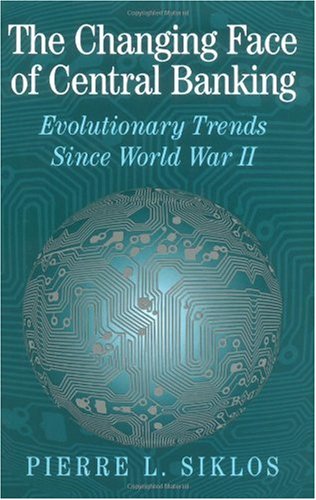 The Changing Face
of Central Banking
Evolutionary Trends
Since World War II
PIERRE L. SIKLOS